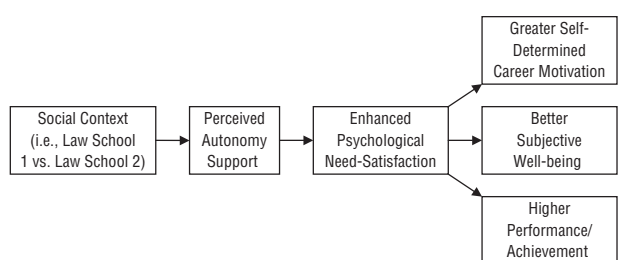 Social Context
(i.e., Law School
1 vs. Law School 2)
Perceived
Autonomy
Support
Enhanced
Psychological
Need-Satisfaction
Greater Self-
Determined
Career Motivation
Better
Subjective
Well-being
Higher
Performance/
Achievement